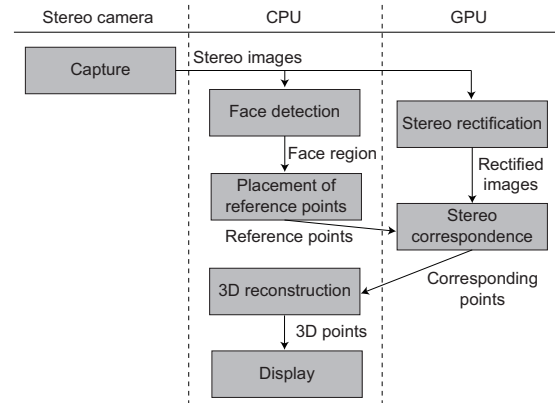 Stereo camera
CPU
GPU
Stereo images
Capture
Face detection
Stereo rectification
Face region
Rectified
images
Placement of
reference points
Stereo
correspondence
Reference points
3D reconstruction
Corresponding
points
3D points
Display